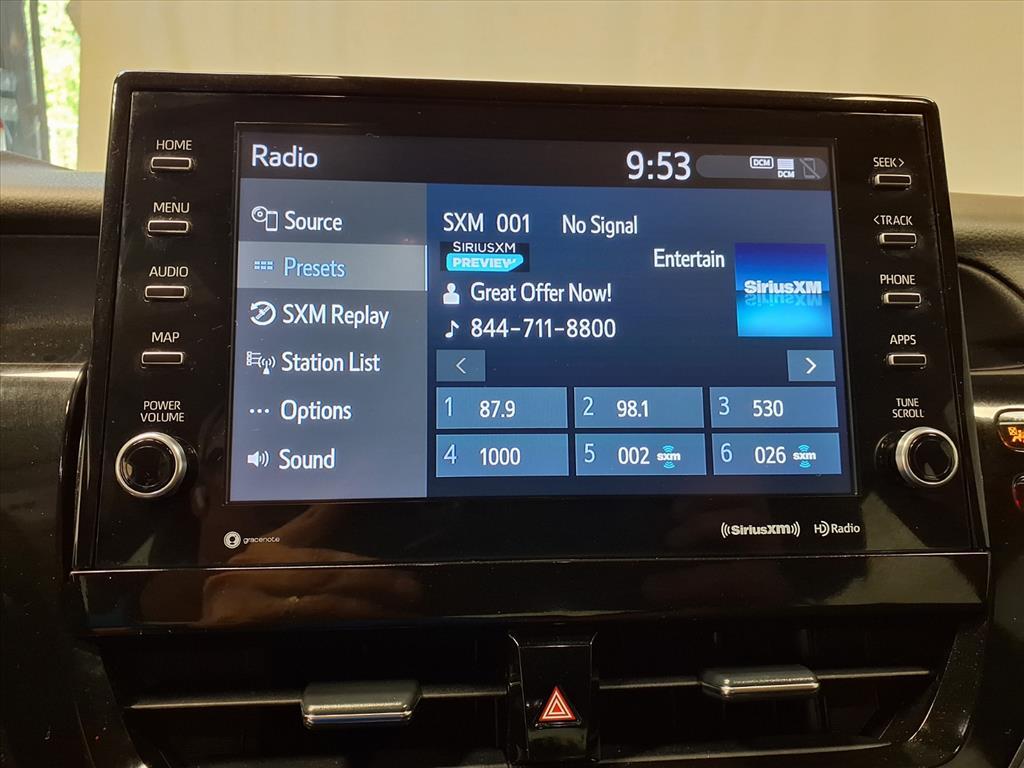 HOME
MENU
AUDIO
MAP
POWER
VOLUME
Radio
9:53
DCM
DCM
Source
Presets
SXM Replay
Station List
Options
Sound
SXM 001 No Signal
SIRIUSXM
PREVIEW
Entertain
SiriusXM
Great Offer Now!
844-711-8800
<
>
1 87.9
2 98.1
3 530
4 1000
5 002 sxm
6 026 sxm
SEEK>
<TRACK
PHONE
APPS
TUNE
SCROLL
gracenote
((SiriusXM))
HD Radio